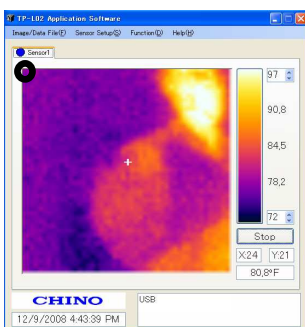 TP-L02 Application Software
Image/Data File(F) Sensor Setup(S) Function(D) Help(H)
Sensor1
97
90,8
84,5
78,2
72
Stop
X:24 Y:21
80,8°F
CHINO
USB
12/9/2008 4:43:39 PM